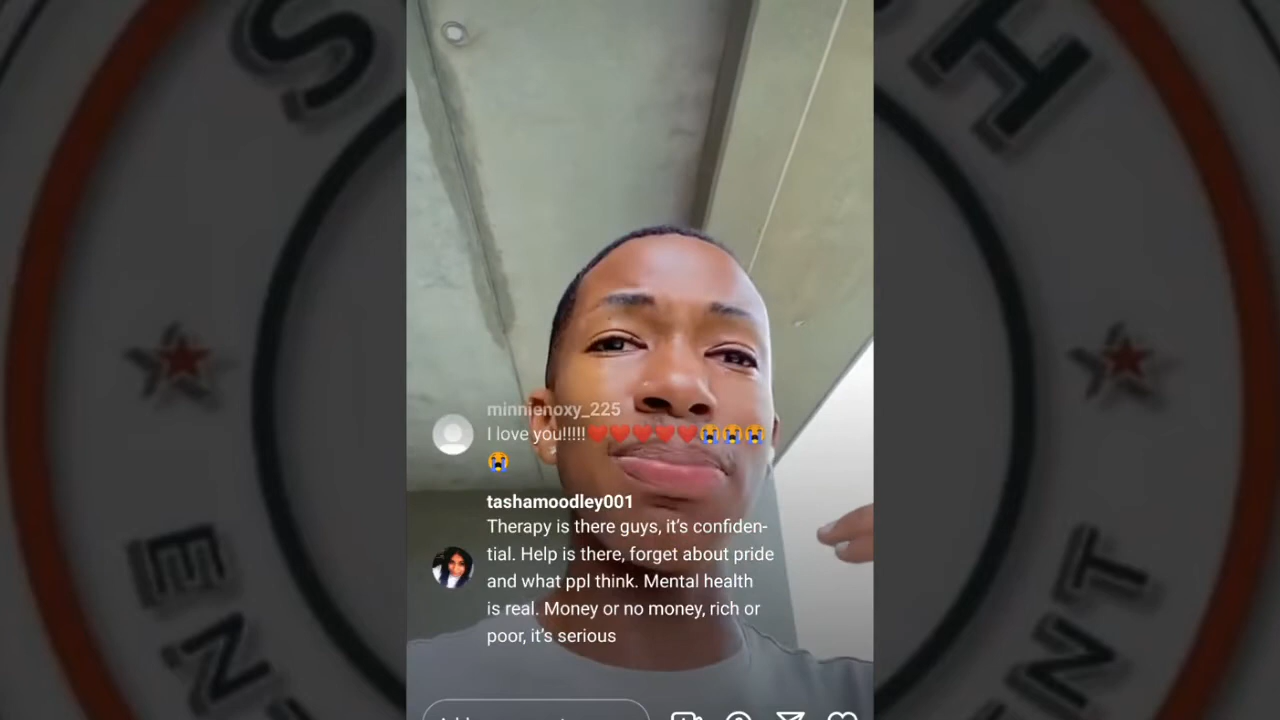 S
H
minnienoxy_225
I love you!!!!!❤️❤️❤️❤️❤️😭😭😭
😭
tashamoodley001
Therapy is there guys, it's confiden-
tial. Help is there, forget about pride
and what ppl think. Mental health
is real. Money or no money, rich or
poor, it's serious